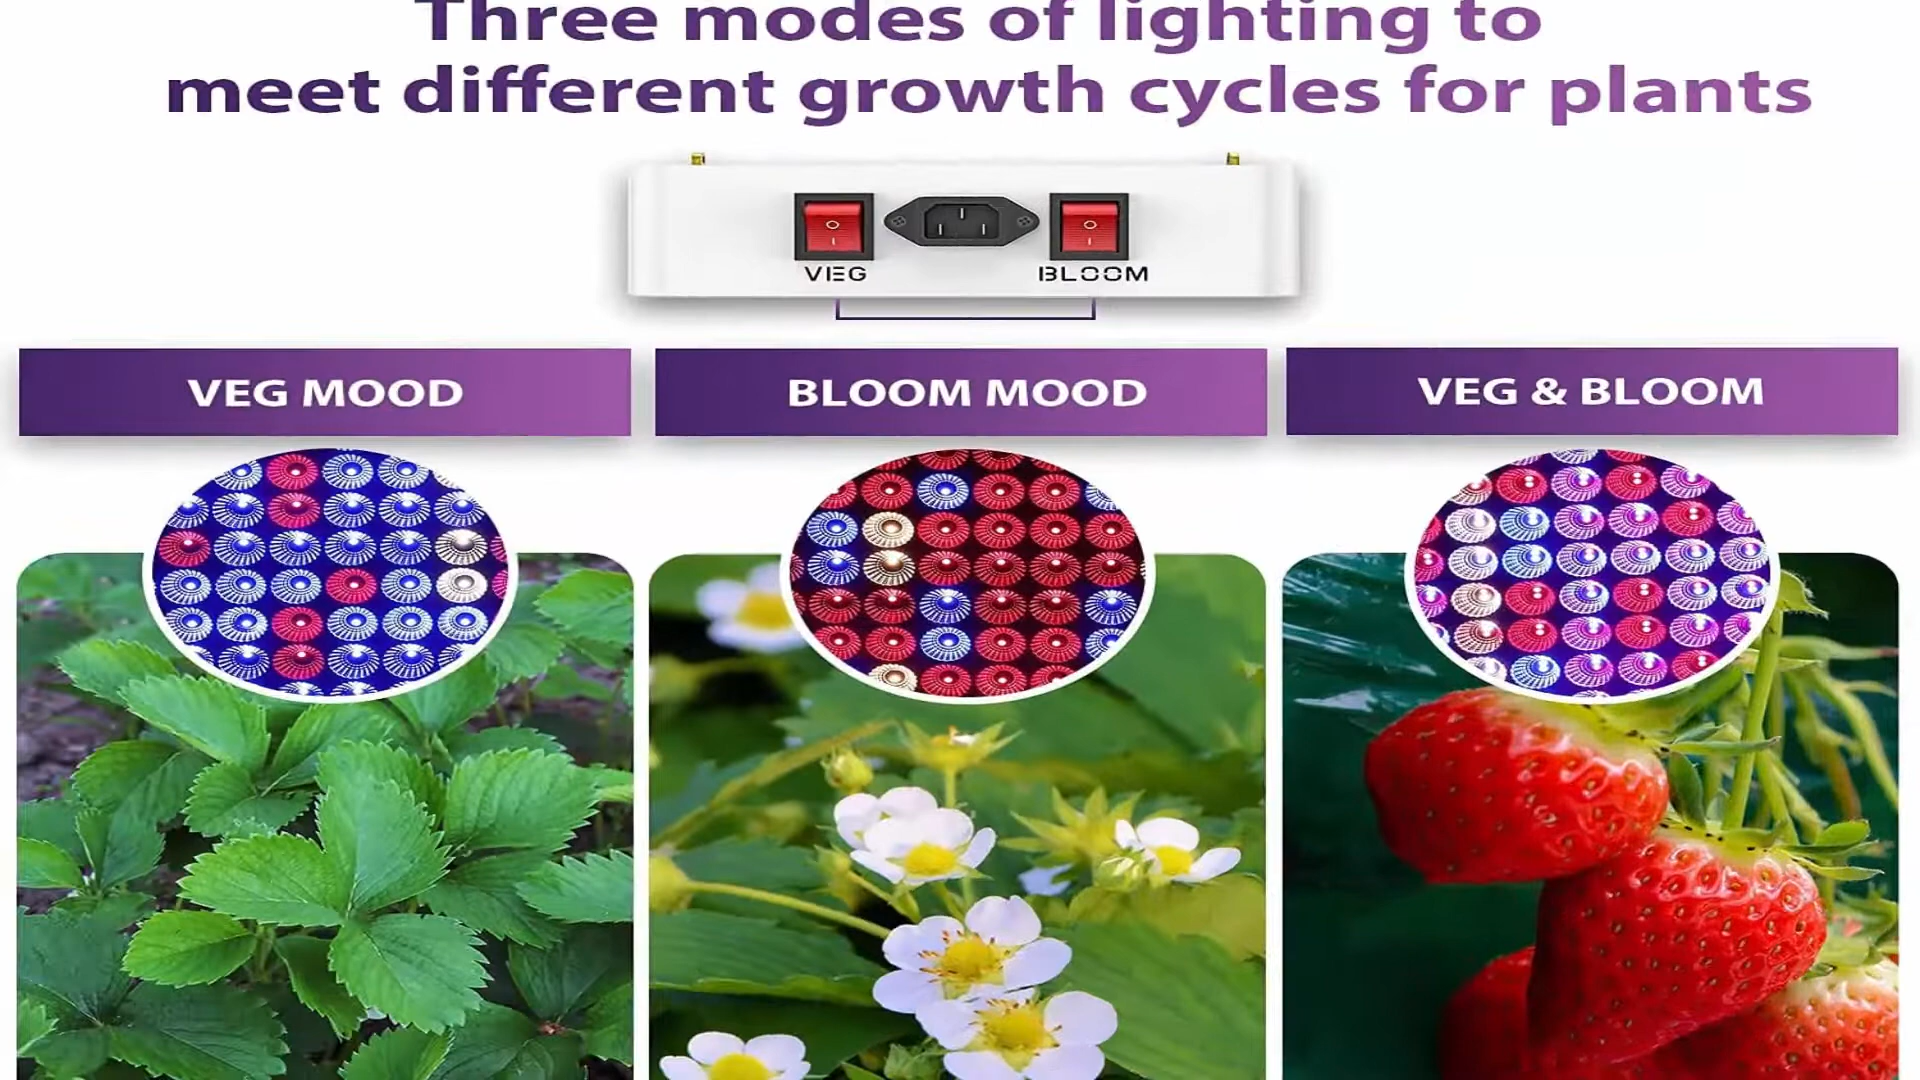 Three modes of lighting to
meet different growth cycles for plants
VEG
BLOOM
VEG MOOD
BLOOM MOOD
VEG & BLOOM